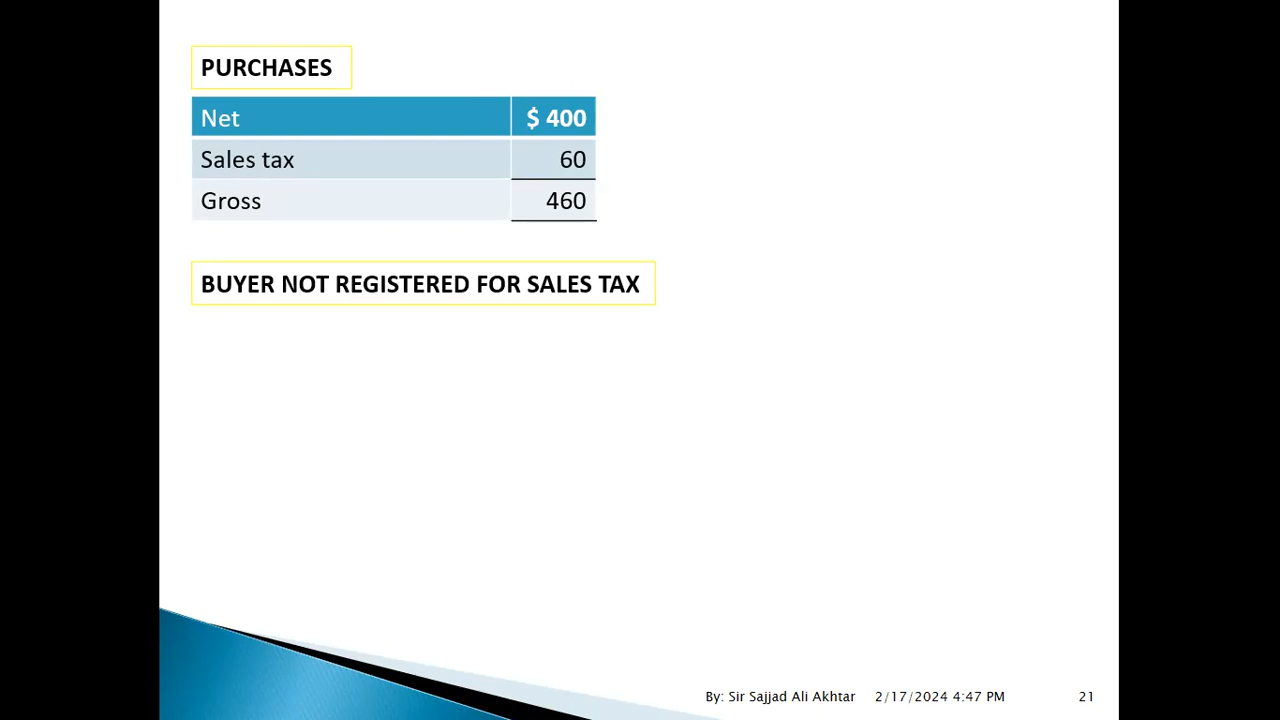 PURCHASES
Net $ 400
Sales tax 60
Gross 460
BUYER NOT REGISTERED FOR SALES TAX
By: Sir Sajjad Ali Akhtar 2/17/2024 4:47 PM 21